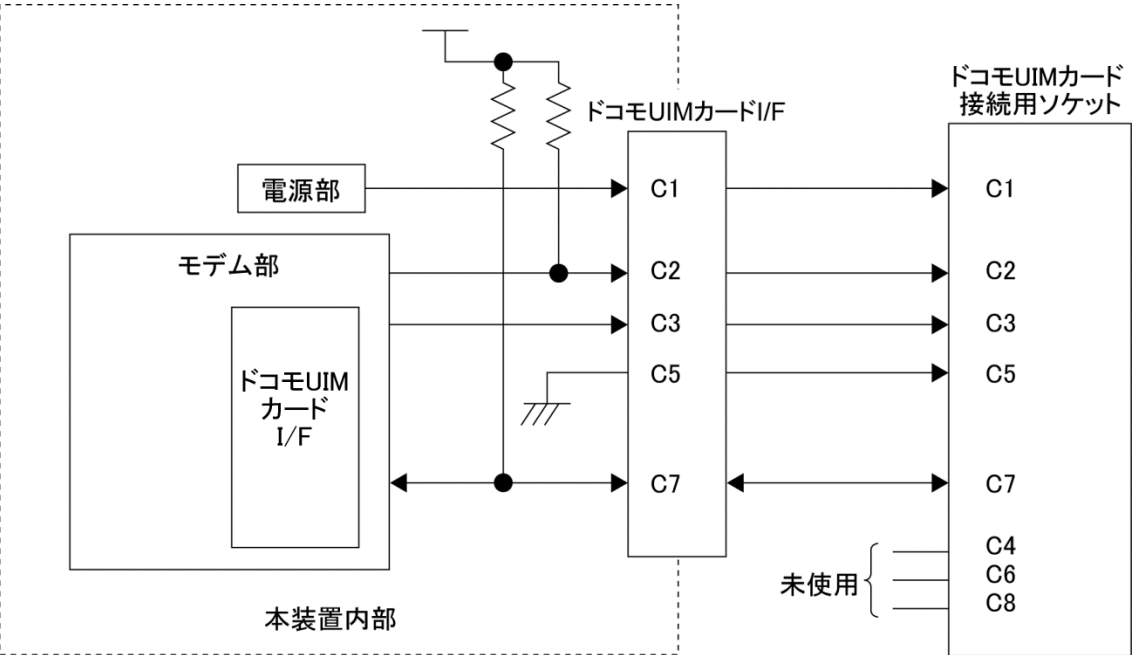 ドコモUIMカード
接続用ソケット
ドコモUIMカードI/F
電源部
C1
C1
モデム部
C2
C2
C3
C3
C5
C5
ドコモUIM
カード
I/F
C7
C7
C4
C6
C8
未使用
本装置内部